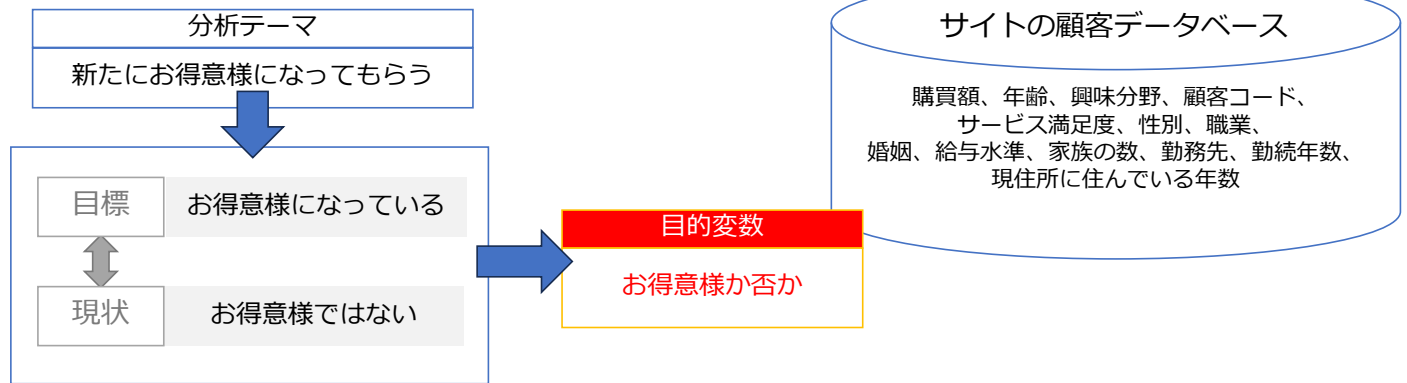 分析テーマ
新たにお得意様になってもらう
目標
お得意様になっている
現状
お得意様ではない
目的変数
お得意様か否か
サイトの顧客データベース
購買額、年齢、興味分野、顧客コード、
サービス満足度、性別、職業、
婚姻、給与水準、家族の数、勤務先、勤続年数、
現住所に住んでいる年数